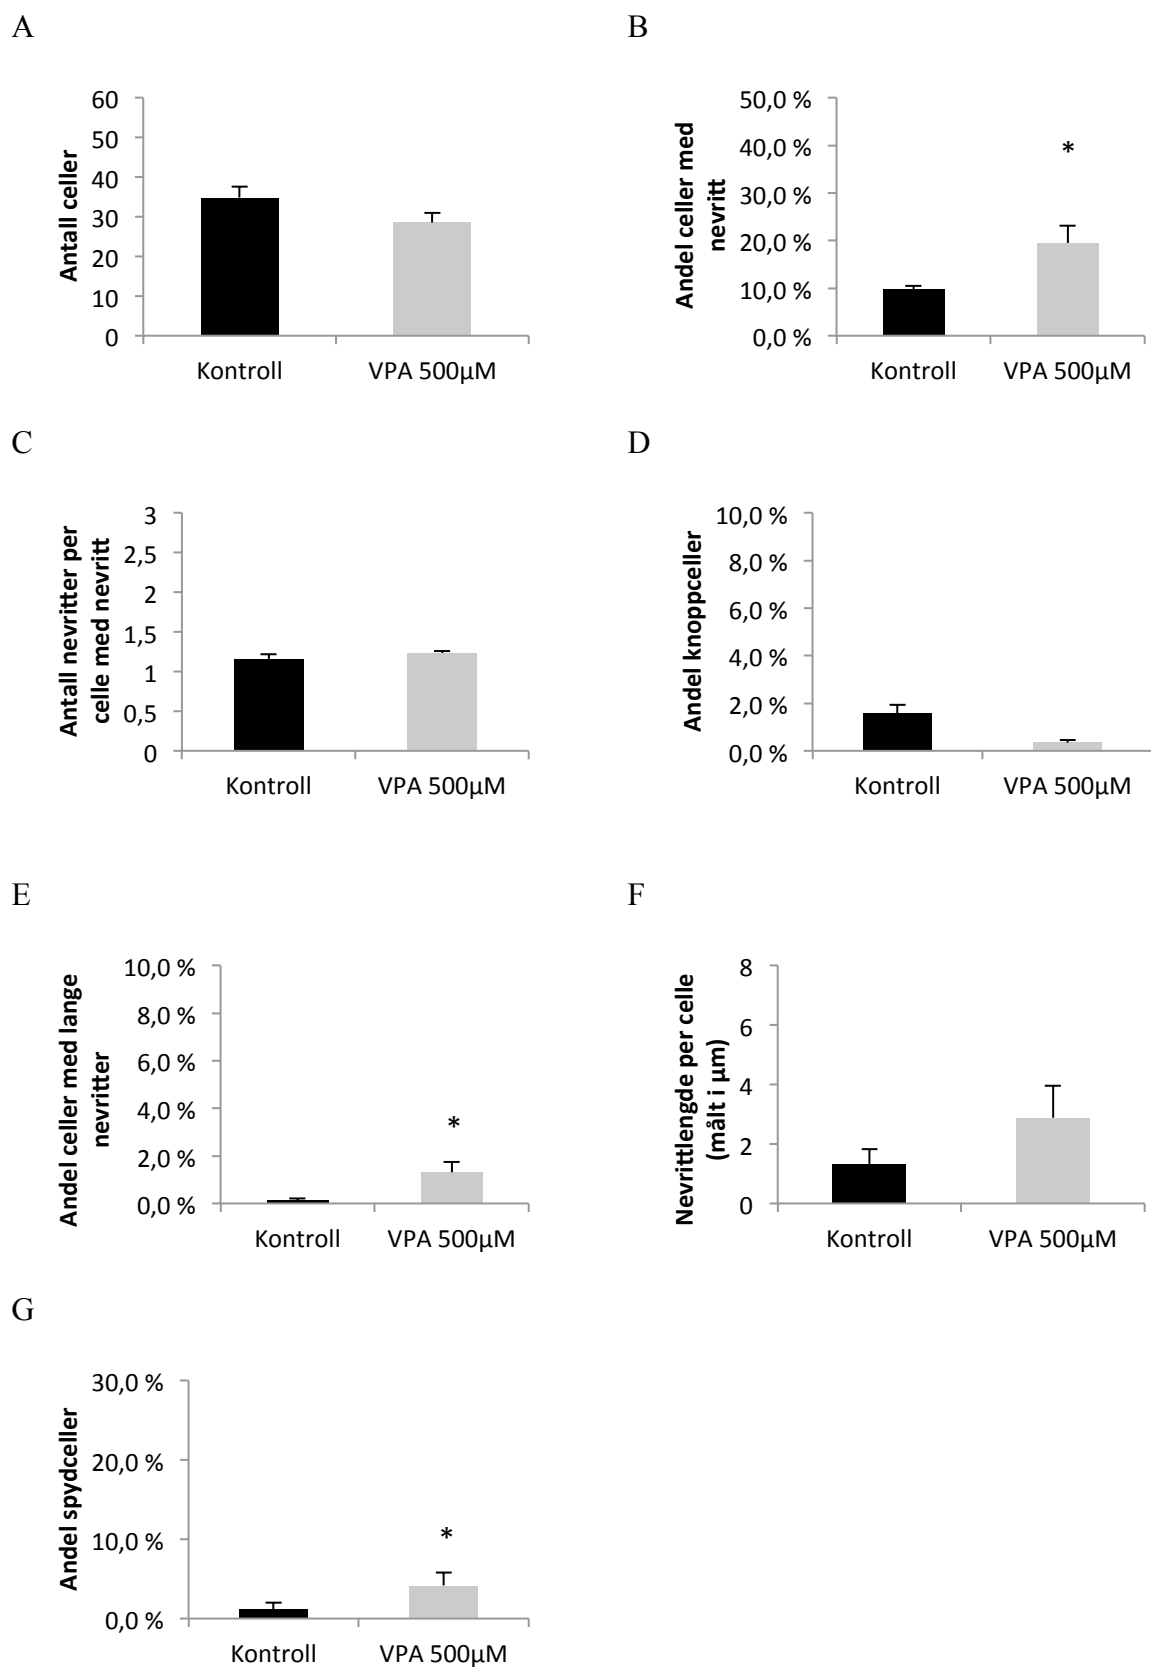 A
Antall celler
60
50
40
30
20
10
0
Kontroll
VPA 500µM
B
Andel celler med
nevritt
50,0 %
40,0 %
30,0 %
20,0 %
10,0 %
0,0 %
*
Kontroll
VPA 500µM
C
Antall nevritter per
celle med nevritt
3
2,5
2
1,5
1
0,5
0
Kontroll
VPA 500µM
D
Andel knoppceller
10,0 %
8,0 %
6,0 %
4,0 %
2,0 %
0,0 %
Kontroll
VPA 500µM
E
Andel celler med lange
nevritter
10,0 %
8,0 %
6,0 %
4,0 %
2,0 %
0,0 %
*
Kontroll
VPA 500µM
F
Nevrittlengde per celle
(målt i µm)
8
6
4
2
0
Kontroll
VPA 500µM
G
Andel spydceller
30,0 %
20,0 %
10,0 %
0,0 %
*
Kontroll
VPA 500µM